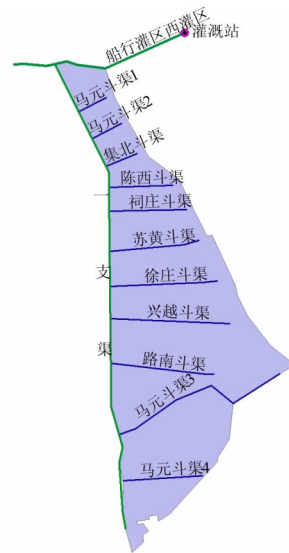 船行灌区西灌区
灌溉站
马元斗渠1
马元斗渠2
集北斗渠
陈西斗渠
祠庄斗渠
苏黄斗渠
徐庄斗渠
支渠
兴越斗渠
路南斗渠
马元斗渠3
马元斗渠4